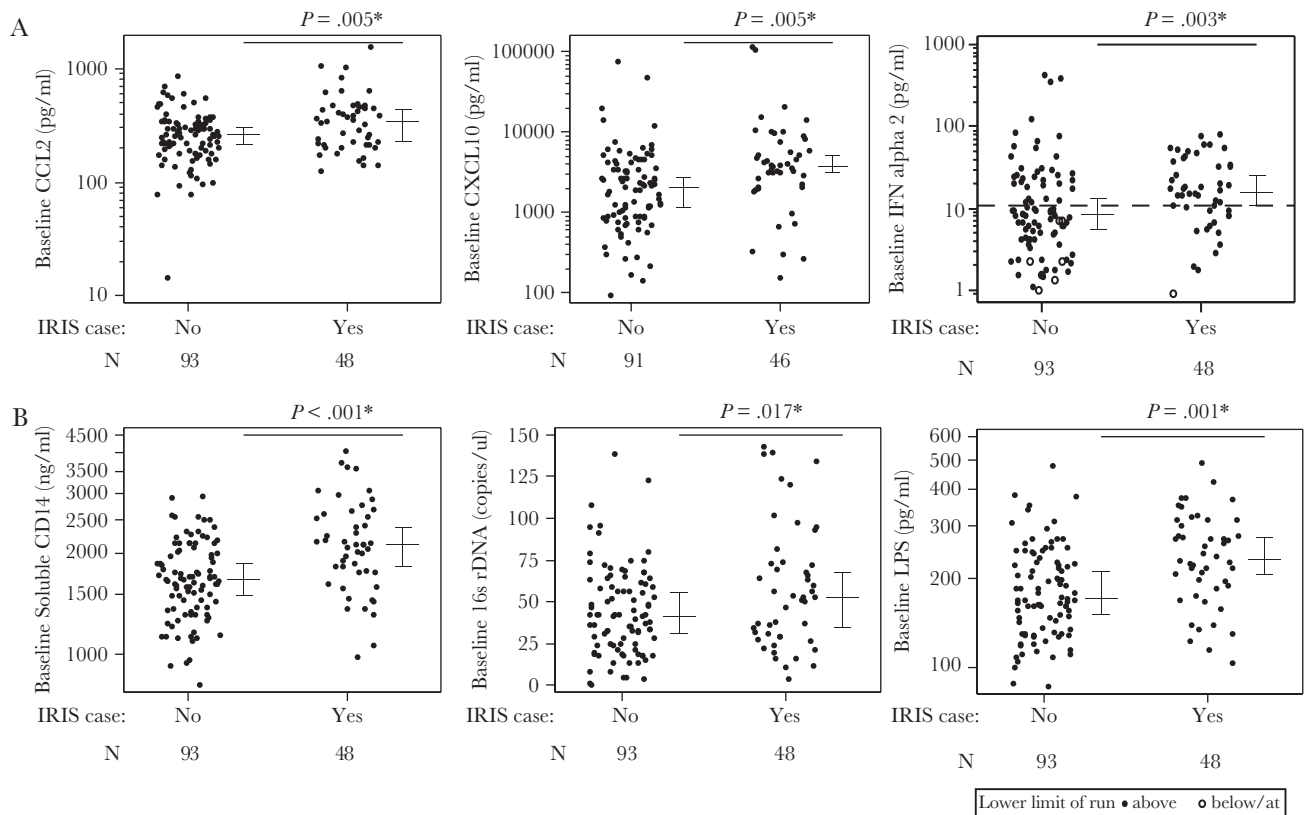 A
P = .005*
Baseline CCL2 (pg/ml)
1000
100
10
IRIS case: No Yes
N 93 48
P = .005*
Baseline CXCL10 (pg/ml)
100000
10000
1000
100
No Yes
91 46
P = .003*
Baseline IFN alpha 2 (pg/ml)
1000
100
10
1
IRIS case: No Yes
N 93 48
B
P < .001*
Baseline Soluble CD14 (ng/ml)
4500
3500
3000
2500
2000
1500
1000
IRIS case: No Yes
N 93 48
P = .017*
Baseline 16s rDNA (copies/ul)
150
125
100
75
50
25
0
No Yes
93 48
P = .001*
Baseline LPS (pg/ml)
600
500
400
300
200
100
IRIS case: No Yes
N 93 48
Lower limit of run above below/at